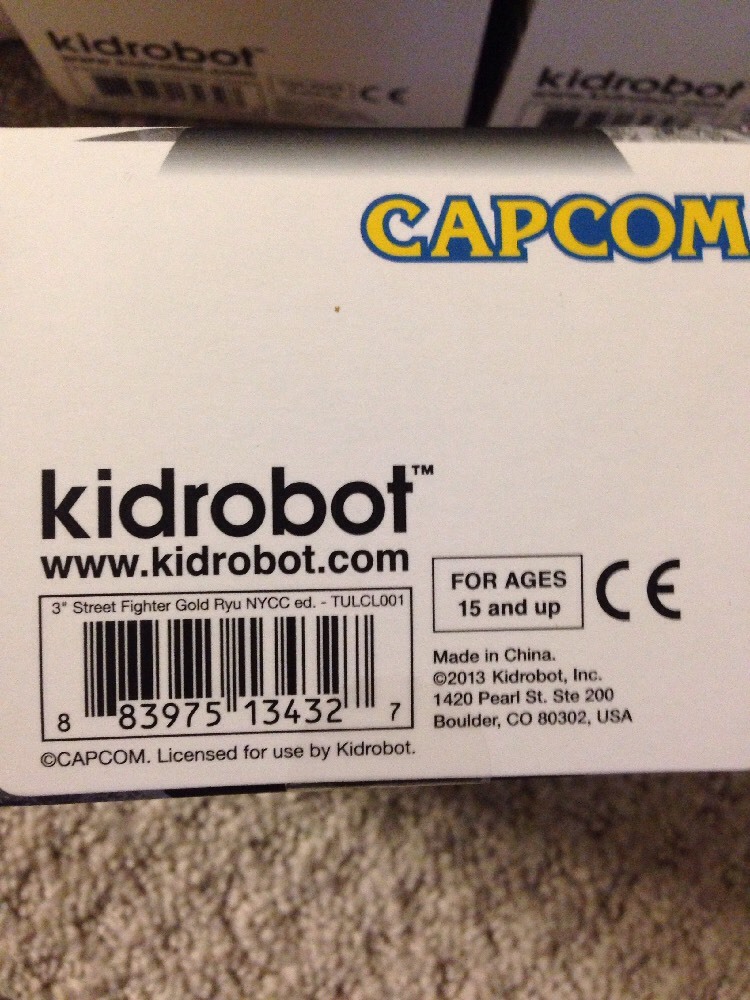 kidrobot
CE
kidrobot
CAPCOM
kidrobot™
www.kidrobot.com
3" Street Fighter Gold Ryu NYCC ed. - TULCL001
8 83975 13432 7
©CAPCOM. Licensed for use by Kidrobot.
FOR AGES
15 and up
CE
Made in China.
©2013 Kidrobot, Inc.
1420 Pearl St. Ste 200
Boulder, CO 80302, USA